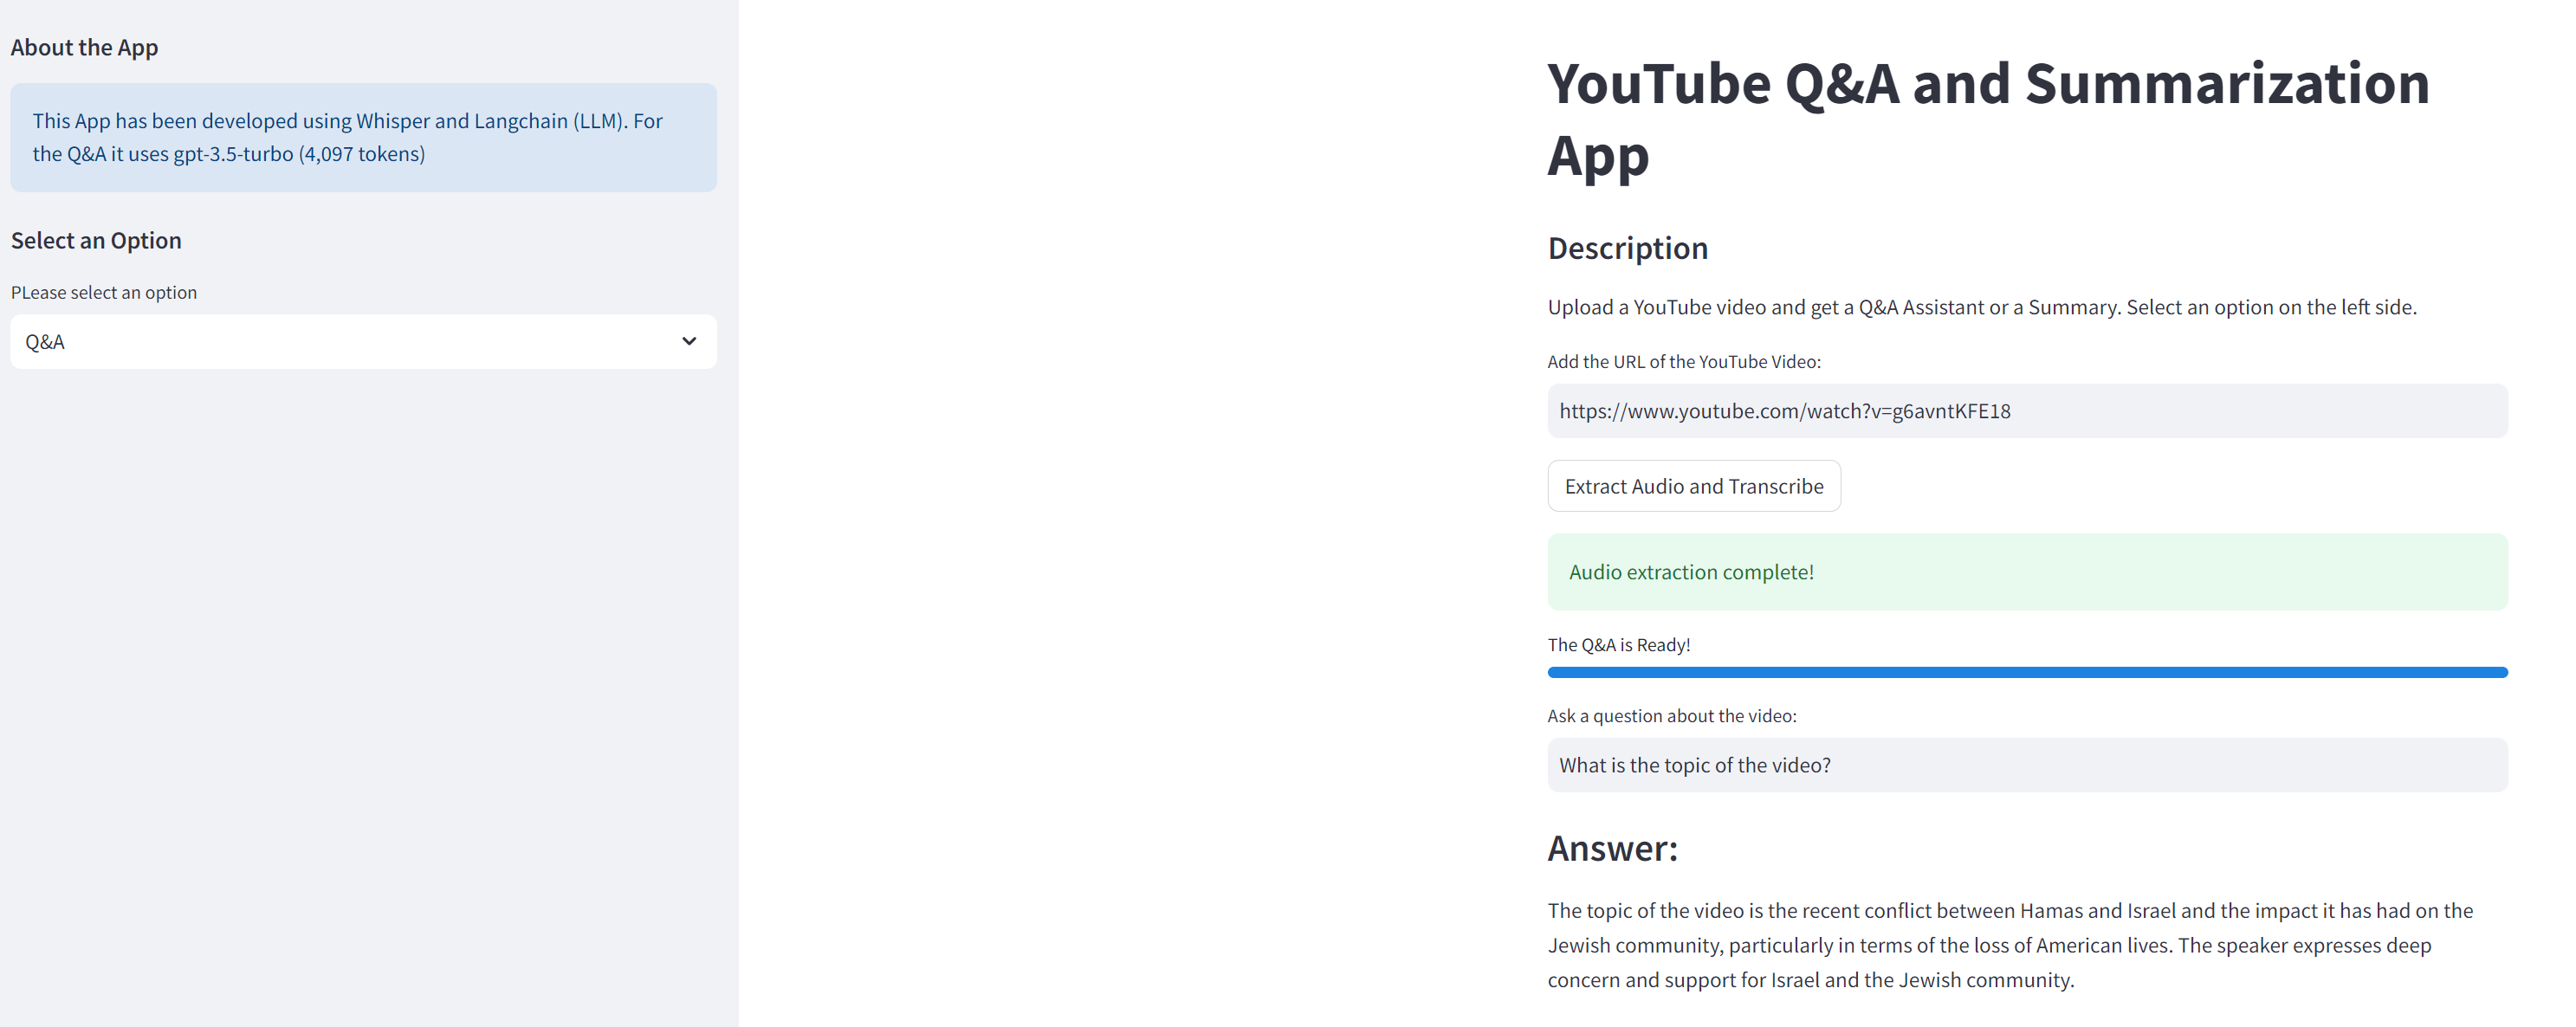 About the App
This App has been developed using Whisper and Langchain (LLM). For
the Q&A it uses gpt-3.5-turbo (4,097 tokens)
Select an Option
PLease select an option
Q&A
YouTube Q&A and Summarization
App
Description
Upload a YouTube video and get a Q&A Assistant or a Summary. Select an option on the left side.
Add the URL of the YouTube Video:
https://www.youtube.com/watch?v=g6avntKFE18
Extract Audio and Transcribe
Audio extraction complete!
The Q&A is Ready!
Ask a question about the video:
What is the topic of the video?
Answer:
The topic of the video is the recent conflict between Hamas and Israel and the impact it has had on the
Jewish community, particularly in terms of the loss of American lives. The speaker expresses deep
concern and support for Israel and the Jewish community.